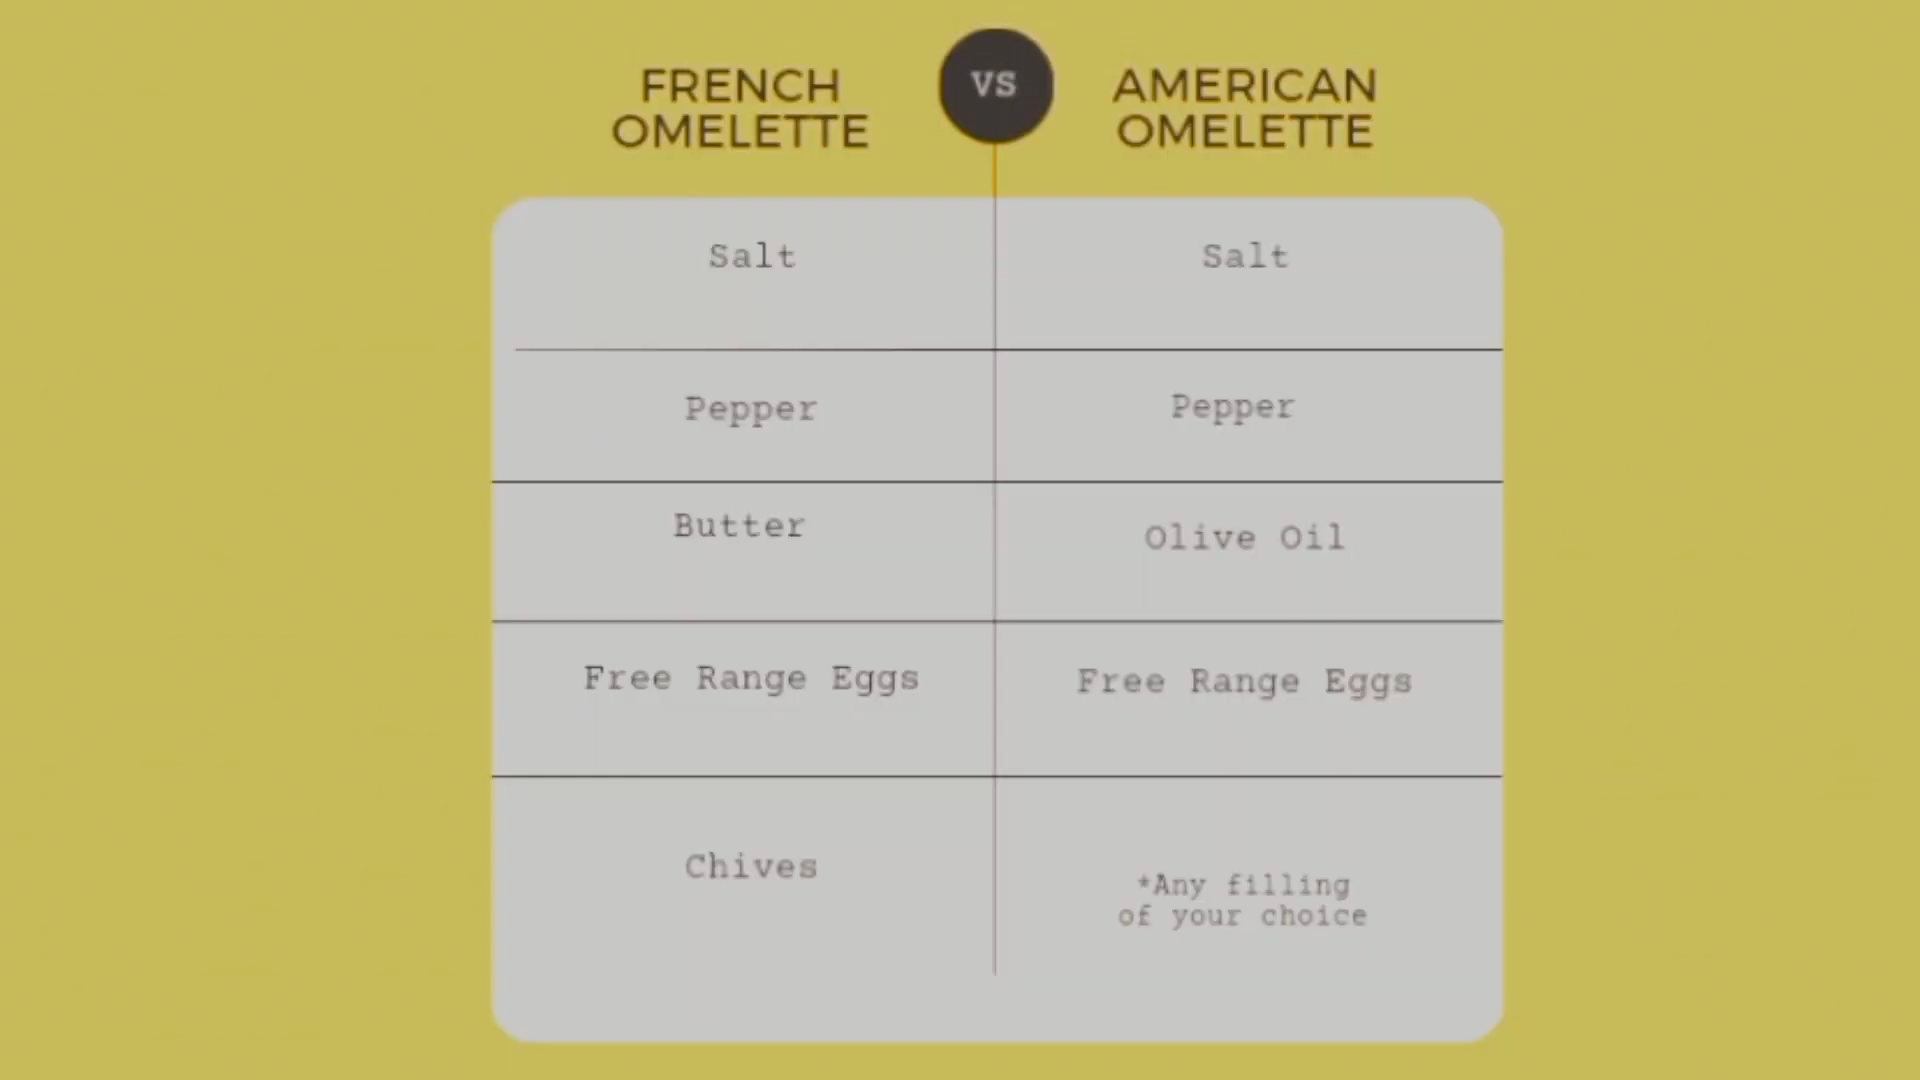 FRENCH
OMELETTE
VS
AMERICAN
OMELETTE
Salt
Salt
Pepper
Pepper
Butter
Olive Oil
Free Range Eggs
Free Range Eggs
Chives
*Any filling
of your choice